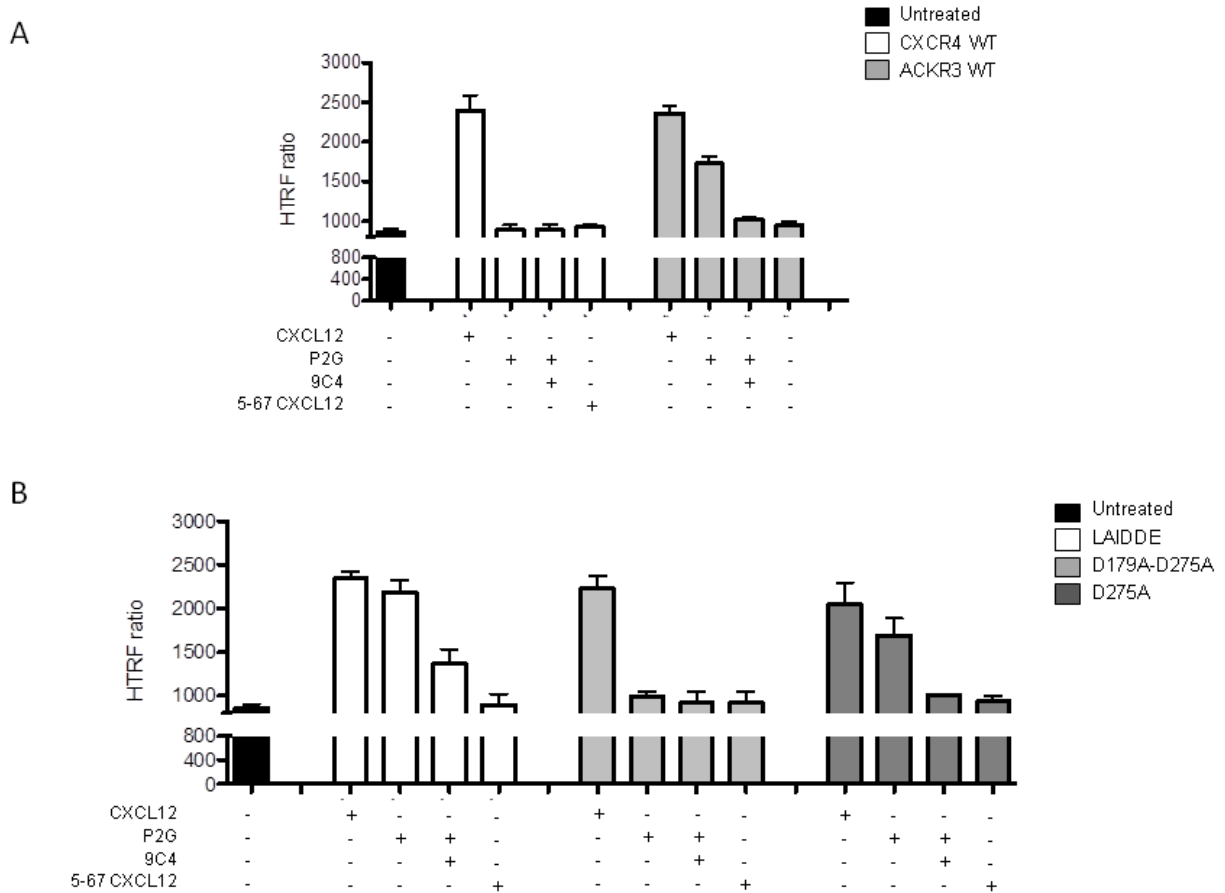 A
Untreated
CXCR4 WT
ACKR3 WT
3000
2500
2000
1500
1000
800
400
0
HTRF ratio
CXCL12 - + - - - + - - -
P2G - - + + - - + + -
9C4 - - - + - - - + -
5-67 CXCL12 - - - - + - - - -
B
Untreated
LAIDDE
D179A-D275A
D275A
3000
2500
2000
1500
1000
800
400
0
HTRF ratio
CXCL12 - + - - - + - - - + - - -
P2G - - + + - - + + - - + + -
9C4 - - - + - - - + - - - + -
5-67 CXCL12 - - - - + - - - + - - - +